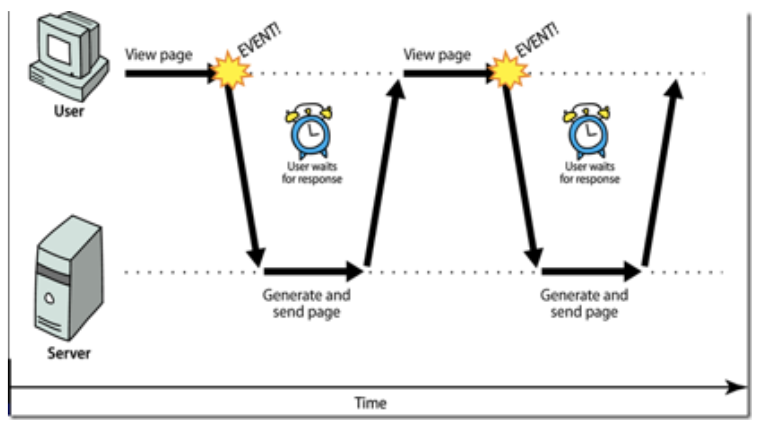 View page
EVENT!
View page
EVENT!
User
User waits
for response
User waits
for response
Generate and
send page
Generate and
send page
Server
Time